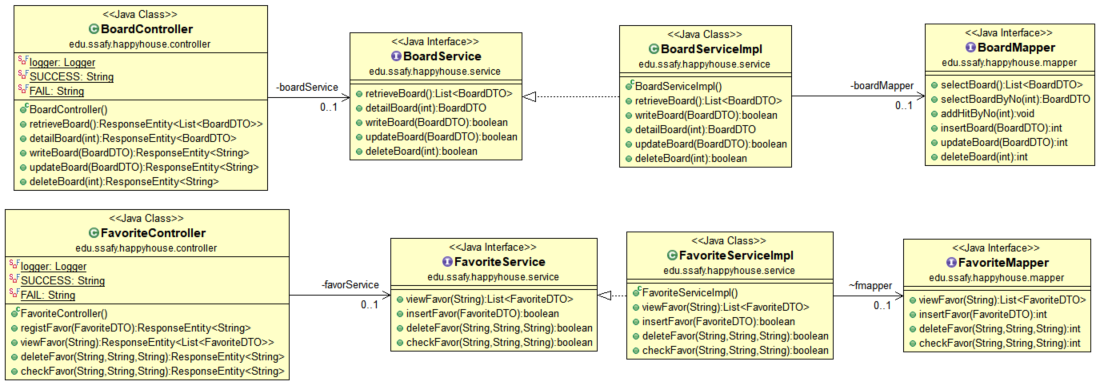 <<Java Class>>
BoardController
edu.ssafy.happyhouse.controller
logger: Logger
SUCCESS: String
FAIL: String
BoardController()
retrieveBoard():ResponseEntity<List<BoardDTO>>
detailBoard(int):ResponseEntity<BoardDTO>
writeBoard(BoardDTO):ResponseEntity<String>
updateBoard(BoardDTO):ResponseEntity<String>
deleteBoard(int):ResponseEntity<String>
-boardService
0..1
<<Java Interface>>
BoardService
edu.ssafy.happyhouse.service
retrieveBoard():List<BoardDTO>
detailBoard(int):BoardDTO
writeBoard(BoardDTO):boolean
updateBoard(BoardDTO):boolean
deleteBoard(int):boolean
<<Java Class>>
BoardServiceImpl
edu.ssafy.happyhouse.service
BoardServiceImpl()
retrieveBoard():List<BoardDTO>
writeBoard(BoardDTO):boolean
detailBoard(int):BoardDTO
updateBoard(BoardDTO):boolean
deleteBoard(int):boolean
-boardMapper
0..1
<<Java Interface>>
BoardMapper
edu.ssafy.happyhouse.mapper
selectBoard():List<BoardDTO>
selectBoardByNo(int):BoardDTO
addHitByNo(int):void
insertBoard(BoardDTO):int
updateBoard(BoardDTO):int
deleteBoard(int):int
<<Java Class>>
FavoriteController
edu.ssafy.happyhouse.controller
logger: Logger
SUCCESS: String
FAIL: String
FavoriteController()
registFavor(FavoriteDTO):ResponseEntity<String>
viewFavor(String):ResponseEntity<List<FavoriteDTO>>
deleteFavor(String,String,String):ResponseEntity<String>
checkFavor(String,String,String):ResponseEntity<String>
-favorService
0..1
<<Java Interface>>
FavoriteService
edu.ssafy.happyhouse.service
viewFavor(String):List<FavoriteDTO>
insertFavor(FavoriteDTO):boolean
deleteFavor(String,String,String):boolean
checkFavor(String,String,String):boolean
<<Java Class>>
FavoriteServiceImpl
edu.ssafy.happyhouse.service
FavoriteServiceImpl()
viewFavor(String):List<FavoriteDTO>
insertFavor(FavoriteDTO):boolean
deleteFavor(String,String,String):boolean
checkFavor(String,String,String):boolean
~fmapper
0..1
<<Java Interface>>
FavoriteMapper
edu.ssafy.happyhouse.mapper
viewFavor(String):List<FavoriteDTO>
insertFavor(FavoriteDTO):int
deleteFavor(String,String,String):int
checkFavor(String,String,String):int